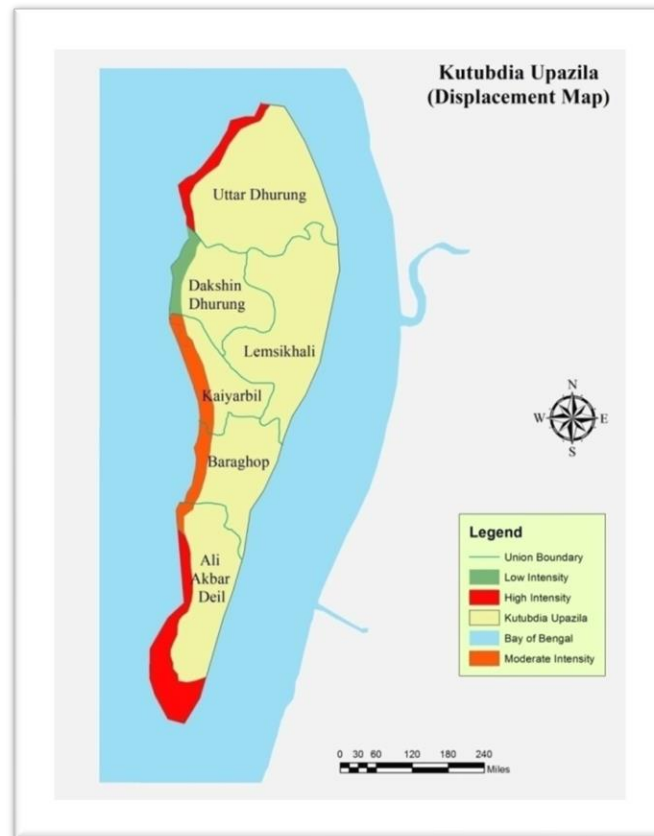 Kutubdia Upazila
(Displacement Map)
Uttar Dhurung
Dakshin
Dhurung
Lemsikhali
Kaiyarbil
Baraghop
Ali
Akbar
Deil
N
W
E
S
Legend
Union Boundary
Low Intensity
High Intensity
Kutubdia Upazila
Bay of Bengal
Moderate Intensity
0 30 60 120 180 240
Miles